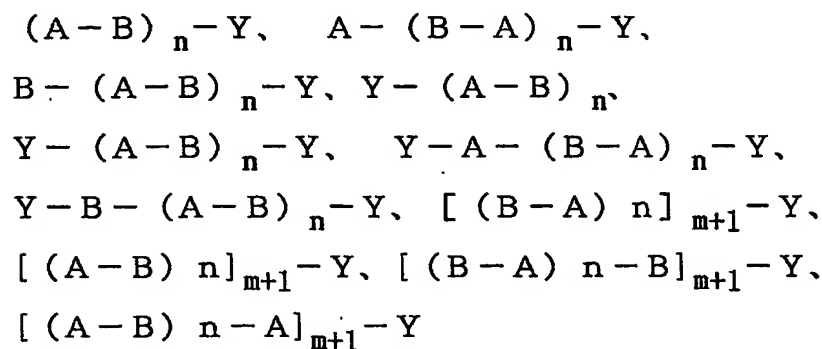 (A-B)n-Y、 A-(B-A)n-Y、
B-(A-B)n-Y、Y-(A-B)n、
Y-(A-B)n-Y、 Y-A-(B-A)n-Y、
Y-B-(A-B)n-Y、[(B-A)n]m+1-Y、
[(A-B)n]m+1-Y、[(B-A)n-B]m+1-Y、
[(A-B)n-A]m+1-Y